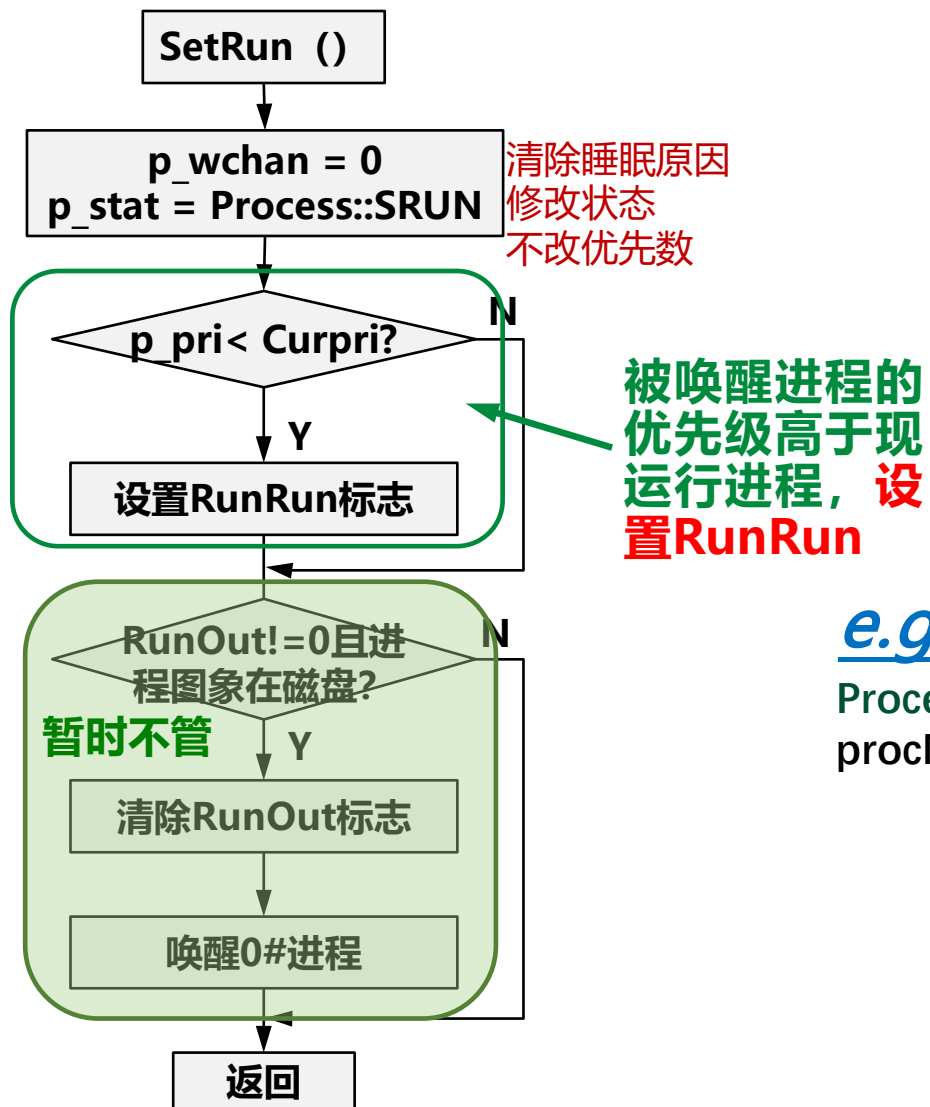 SetRun（）
p_wchan = 0
p_stat = Process::SRUN
清除睡眠原因
修改状态
不改优先数
p_pri< Curpri?
N
Y
设置RunRun标志
被唤醒进程的
优先级高于现
运行进程，设
置RunRun
RunOut!=0且进
程图象在磁盘?
N
暂时不管
Y
清除RunOut标志
唤醒0#进程
返回
e.g